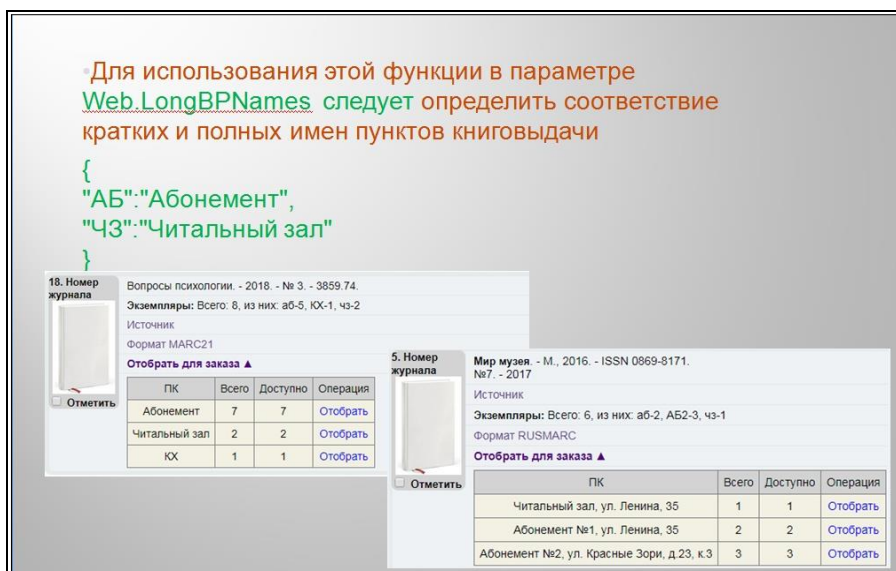 Для использования этой функции в параметре
Web.LongBPNames следует определить соответствие
кратких и полных имен пунктов книговыдачи
{
"АБ":"Абонемент",
"ЧЗ":"Читальный зал"
}
18. Номер
журнала
Отметить
Вопросы психологии. - 2018. - № 3. - 3859.74.
Экземпляры: Всего: 8, из них: аб-5, КХ-1, чз-2
Источник
Формат MARC21
Отобрать для заказа ▲
ПК Всего Доступно Операция
Абонемент 7 7 Отобрать
Читальный зал 2 2 Отобрать
КХ 1 1 Отобрать
5. Номер
журнала
Отметить
Мир музея. - М., 2016. - ISSN 0869-8171.
№7. - 2017
Источник
Экземпляры: Всего: 6, из них: аб-2, АБ2-3, чз-1
Формат RUSMARC
Отобрать для заказа ▲
ПК Всего Доступно Операция
Читальный зал, ул. Ленина, 35 1 1 Отобрать
Абонемент №1, ул. Ленина, 35 2 2 Отобрать
Абонемент №2, ул. Красные Зори, д.23, к.3 3 3 Отобрать